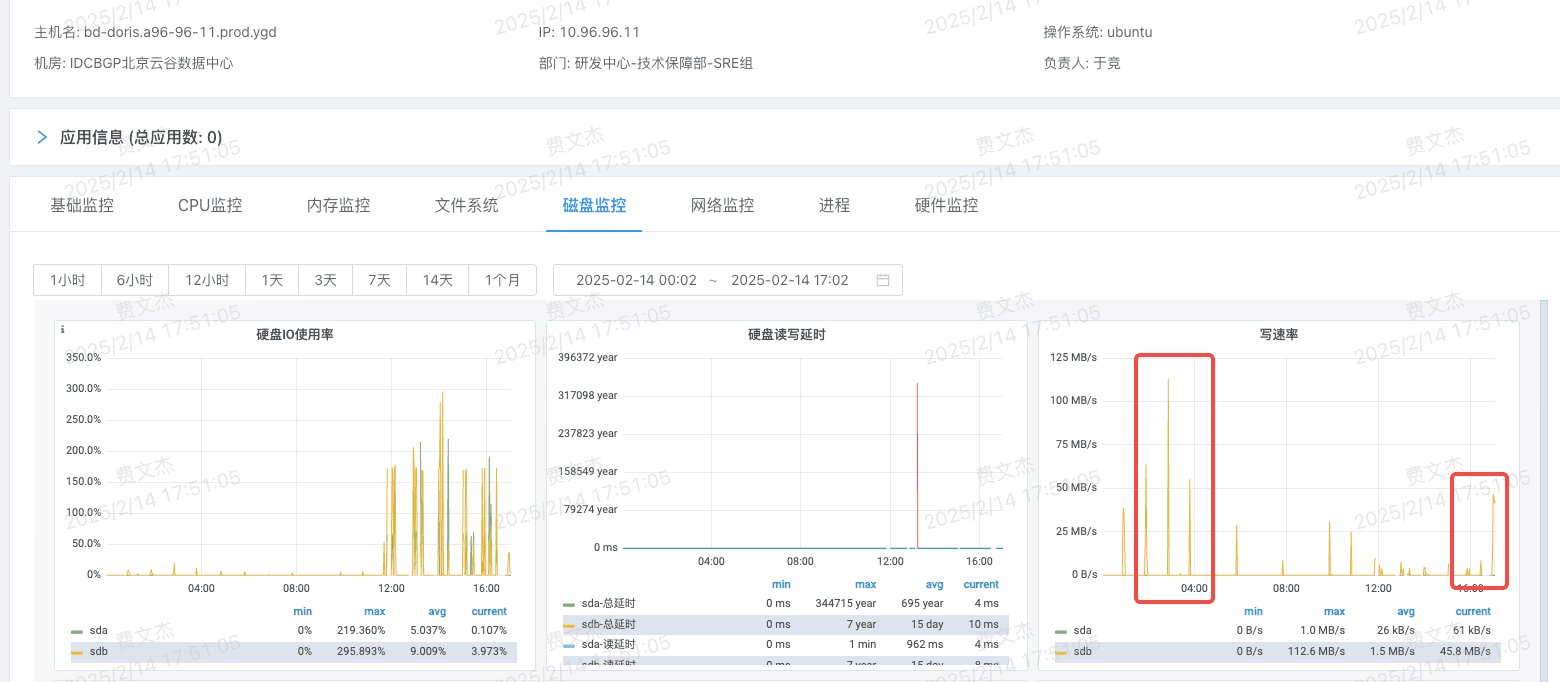 主机名: bd-doris.a96-96-11.prod.ygd
IP: 10.96.96.11
操作系统: ubuntu
机房: IDCBGP北京云谷数据中心
部门: 研发中心-技术保障部-SRE组
负责人: 于竞
应用信息 (总应用数: 0)
基础监控 CPU监控 内存监控 文件系统 磁盘监控 网络监控 进程 硬件监控
1小时 6小时 12小时 1天 3天 7天 14天 1个月 2025-02-14 00:02 ~ 2025-02-14 17:02
硬盘IO使用率
350.0%
300.0%
250.0%
200.0%
150.0%
100.0%
50.0%
0%
04:00 08:00 12:00 16:00
min max avg current
sda 0% 219.360% 5.037% 0.107%
sdb 0% 295.893% 9.009% 3.973%
硬盘读写延时
396372 year
317098 year
237823 year
158549 year
79274 year
0 ms
04:00 08:00 12:00 16:00
min max avg current
sda-总延时 0 ms 344715 year 695 year 4 ms
sdb-总延时 0 ms 7 year 15 day 10 ms
sda-读延时 0 ms 1 min 962 ms 4 ms
sdb-读延时 0 ms 7 year 15 day 8 ms
写速率
125 MB/s
100 MB/s
75 MB/s
50 MB/s
25 MB/s
0 B/s
04:00 08:00 12:00 16:00
min max avg current
sda 0 B/s 1.0 MB/s 26 kB/s 61 kB/s
sdb 0 B/s 112.6 MB/s 1.5 MB/s 45.8 MB/s
费文杰
2025/2/14 17:51:05